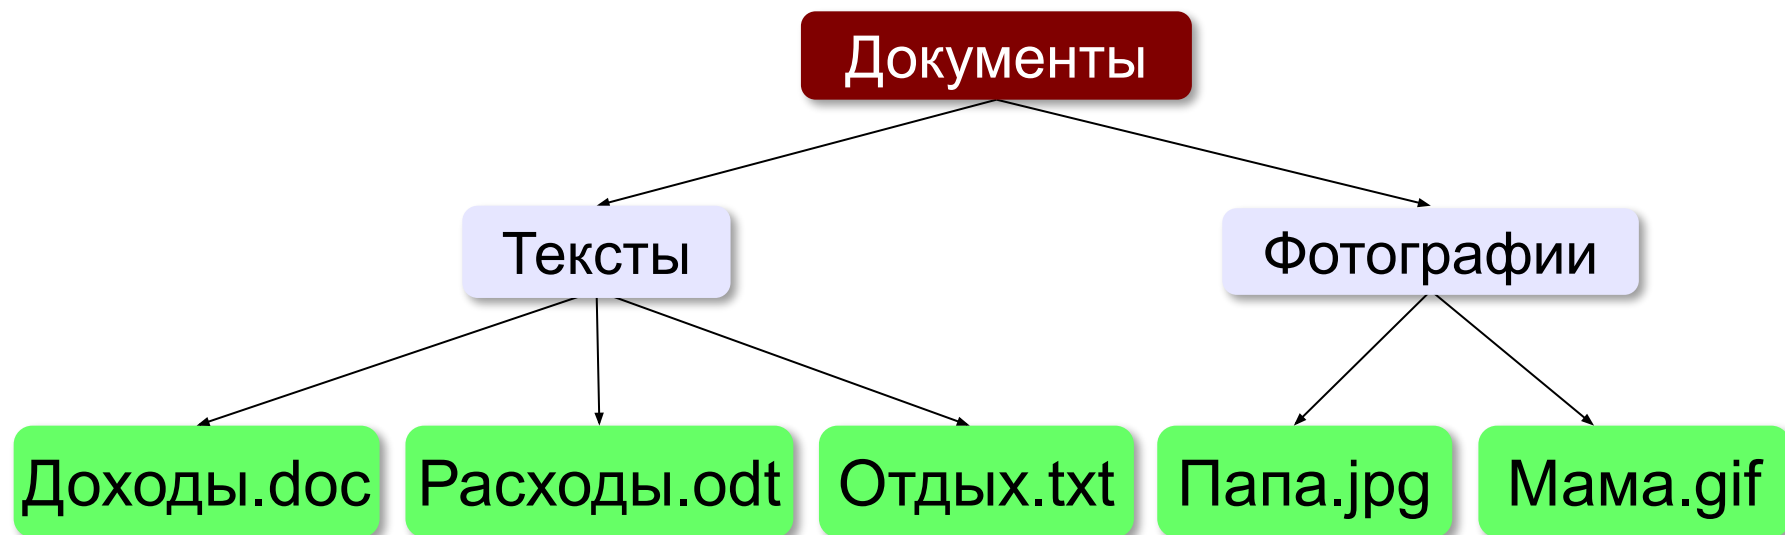 Документы
Тексты
Фотографии
Доходы.doc
Расходы.odt
Отдых.txt
Папа.jpg
Мама.gif